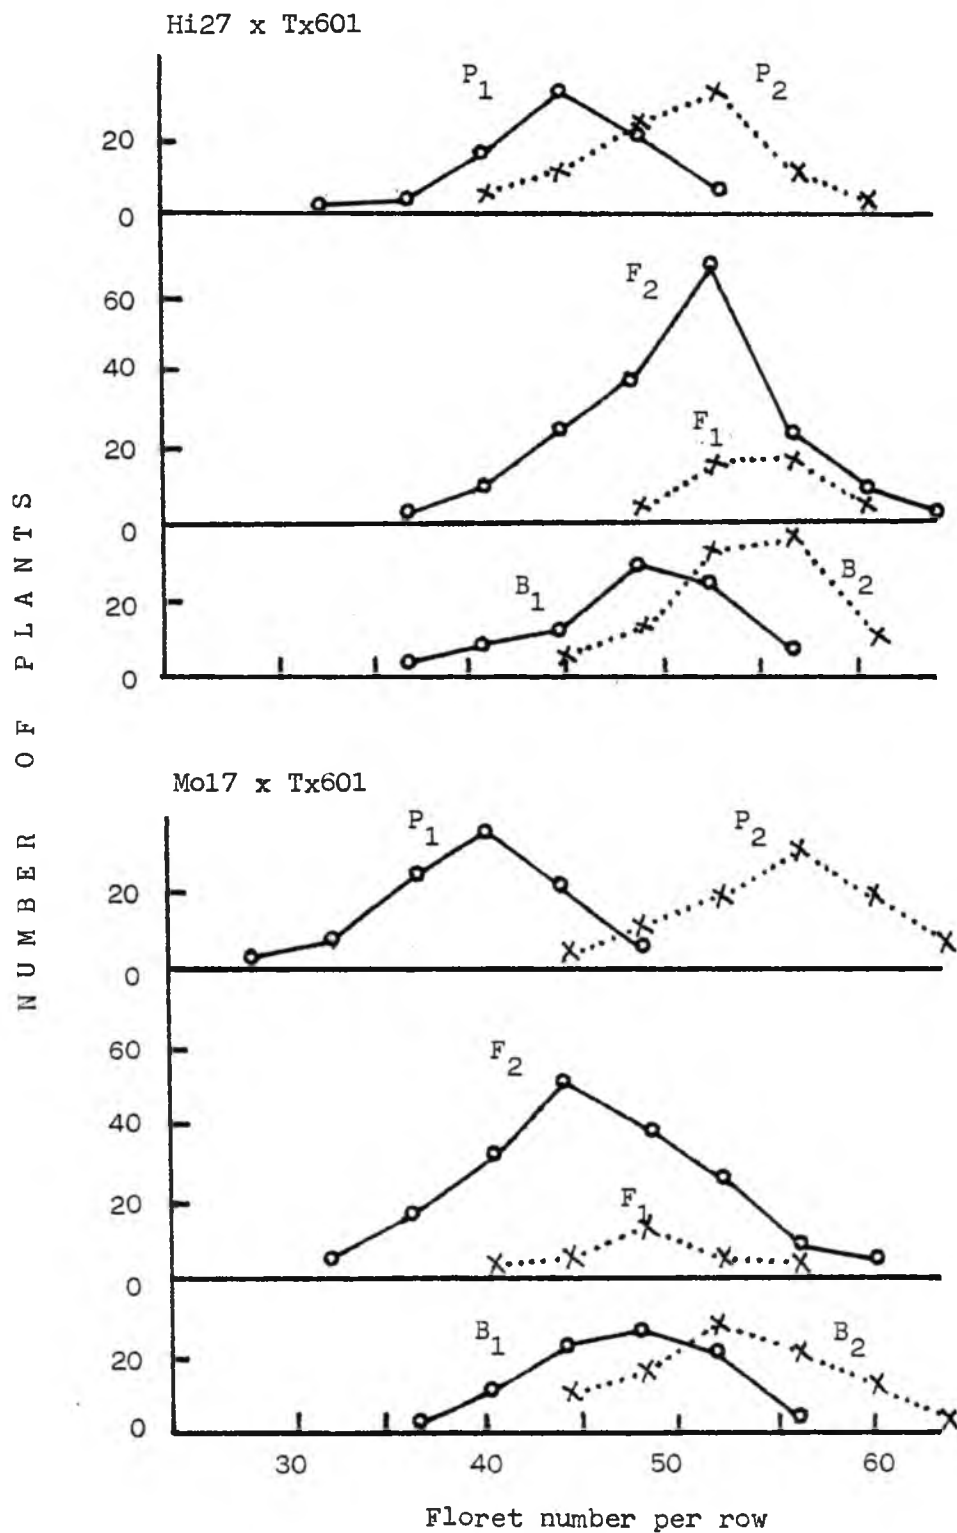 Hi27 x Tx601
P1
P2
20
0
F2
60
40
F1
20
0
B1
B2
20
0
NUMBER OF PLANTS
Mo17 x Tx601
P1
P2
20
0
F2
60
40
F1
20
0
B1
B2
20
0
30 40 50 60
Floret number per row